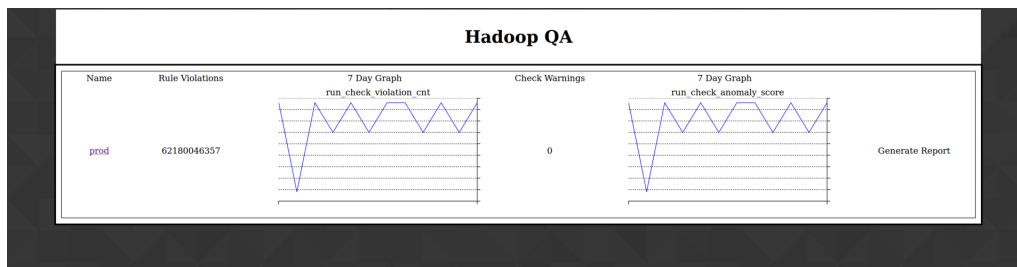 Hadoop QA
Name Rule Violations 7 Day Graph Check Warnings 7 Day Graph
run_check_violation_cnt run_check_anomaly_score
prod 62180046357 0 Generate Report